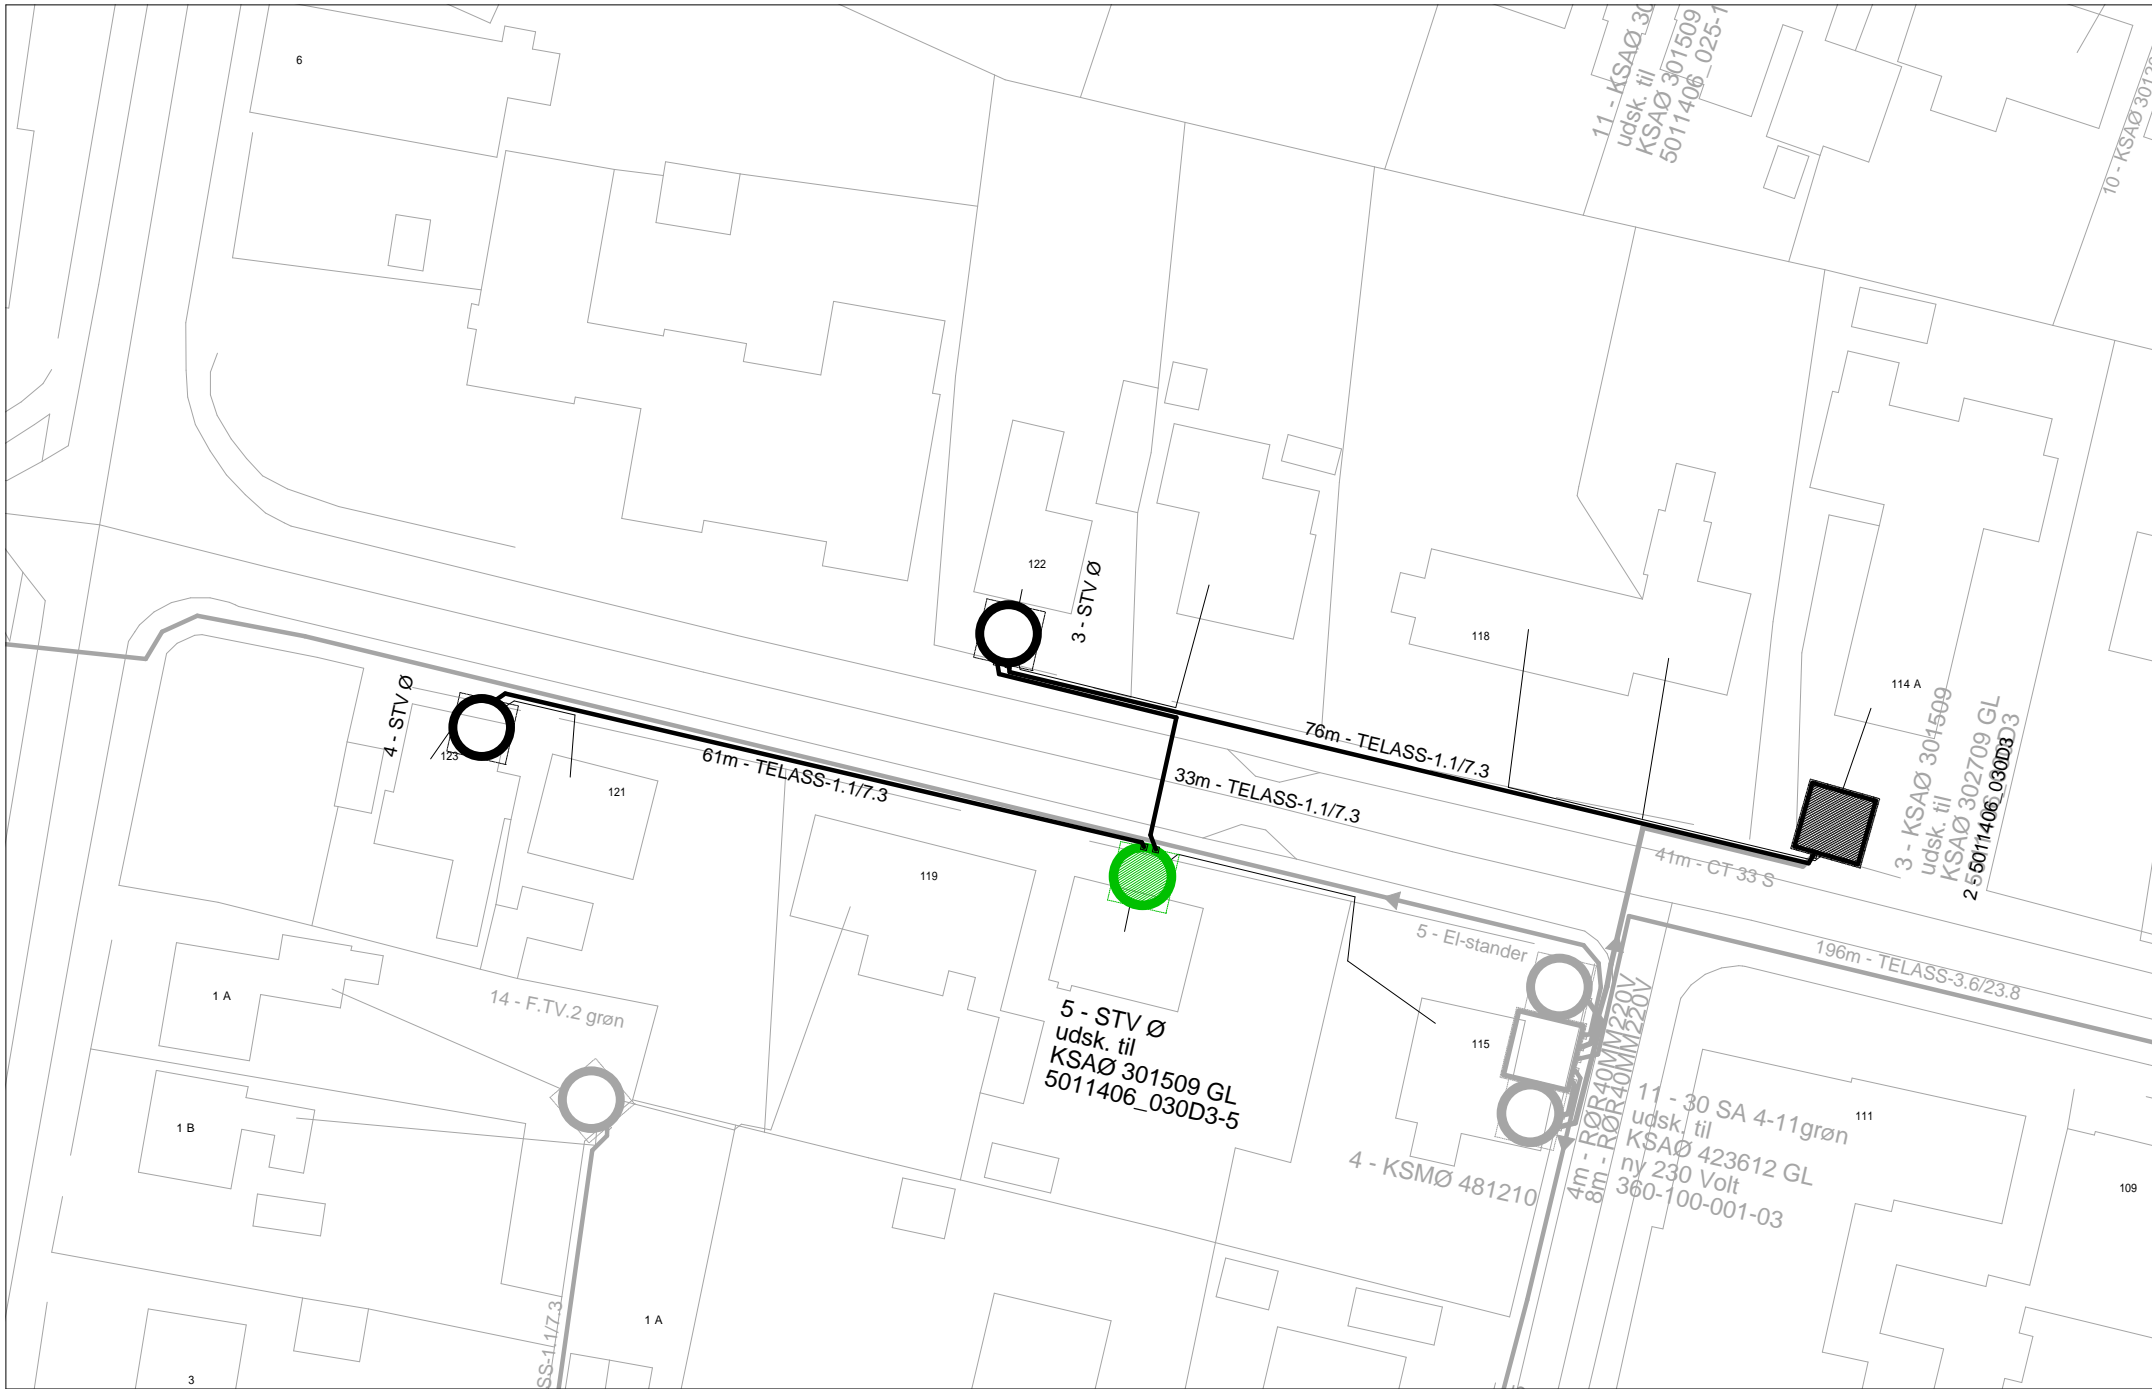 6
11 - KSAØ 30
udsk. til
KSAØ 301509
5011406_025-1
10 - KSAØ 30120
122
3 - STV Ø
118
114 A
4 - STV Ø
123
121
61m - TELASS-1.1/7.3
76m - TELASS-1.1/7.3
33m - TELASS-1.1/7.3
3 - KSAØ 301509
udsk. til
KSAØ 302709 GL
2 - 5011406_030D3
41m - CT 33 S
119
5 - El-stander
196m - TELASS-3.6/23.8
1 A
14 - F.TV.2 grøn
5 - STV Ø
udsk. til
KSAØ 301509 GL
5011406_030D3-5
115
4m - RØR40MM220V
8m - RØR40MM220V
11 - 30 SA 4-11grøn
udsk. til
KSAØ 423612 GL
ny 230 Volt
360-100-001-03
111
1 B
4 - KSMØ 481210
109
SS-1.1/7.3
1 A
3